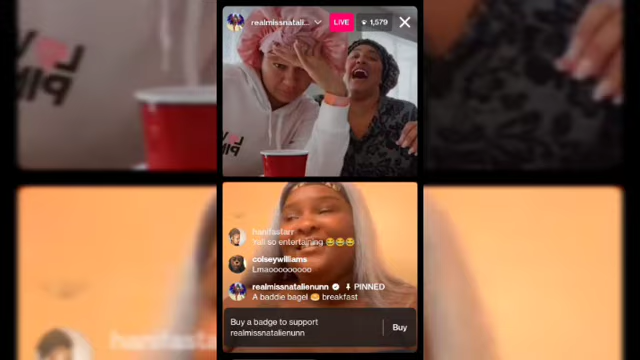 realmissnatali...
LIVE
1,579
hanifastarr
Yall so entertaining 😂😂😂
colseywilliams
Lmaooooooooo
realmissnatalienunn PINNED
A baddie bagel 🥯 breakfast
Buy a badge to support
realmissnatalienunn
Buy